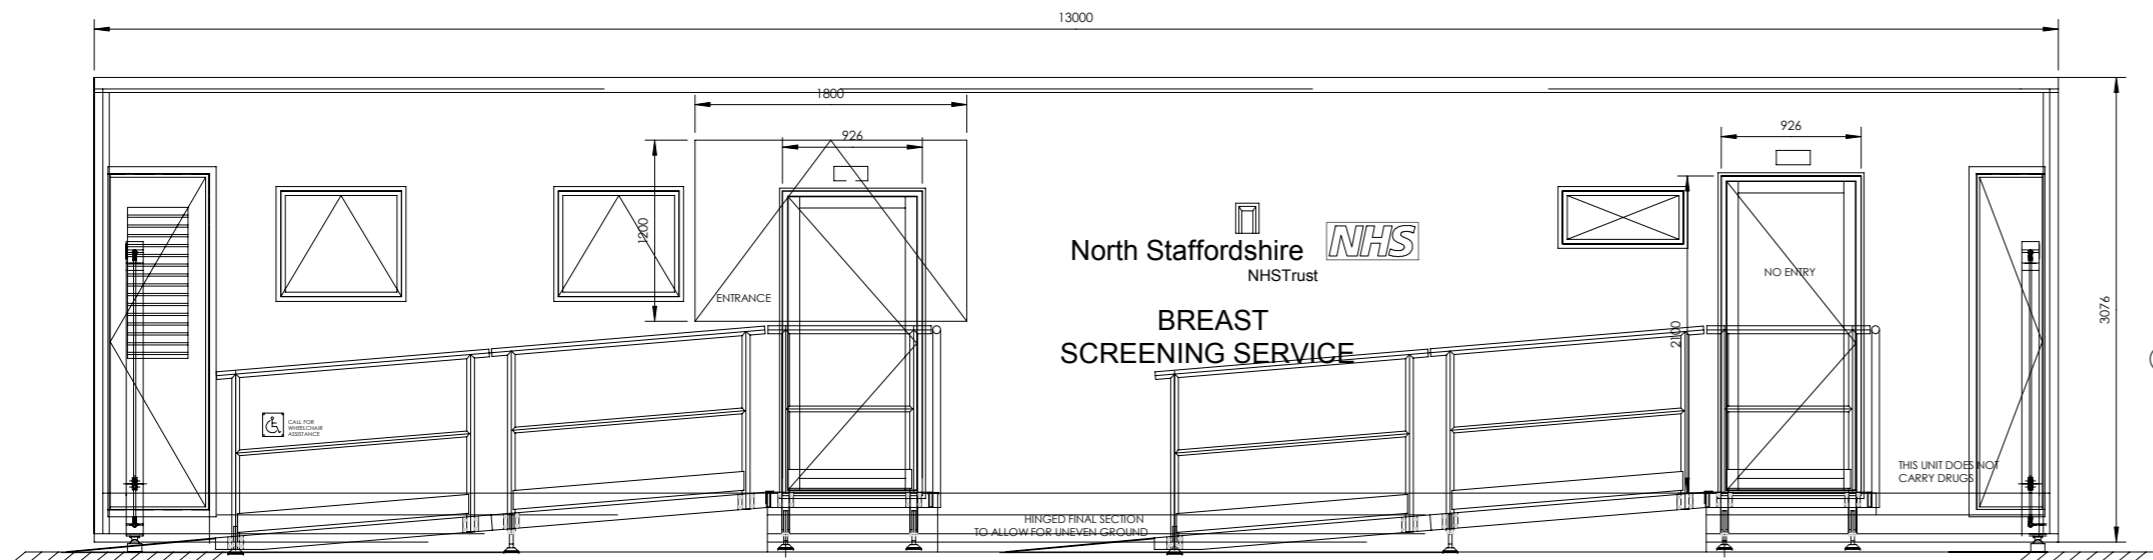 13000
1800
926
926
1200
ENTRANCE
North Staffordshire NHS
NHSTrust
BREAST
SCREENING SERVICE
NO ENTRY
2100
3076
CALL FOR
WHEELCHAIR
ASSISTANCE
THIS UNIT DOES NOT
CARRY DRUGS
HINGED FINAL SECTION
TO ALLOW FOR UNEVEN GROUND